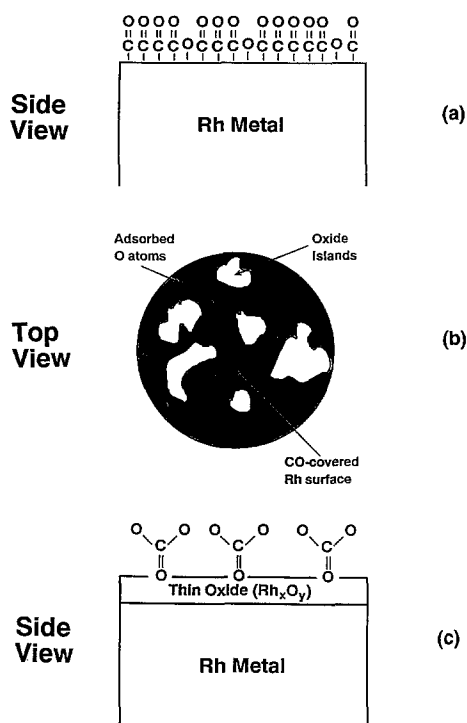 O O O O O O O O O O O O O
C C C C O C C C O C C C C C O C
Side
View
Rh Metal
(a)
Adsorbed
O atoms
Oxide
Islands
Top
View
(b)
CO-covered
Rh surface
O O O O O O
C C C
O O O
Thin Oxide (RhₓOᵧ)
Side
View
Rh Metal
(c)